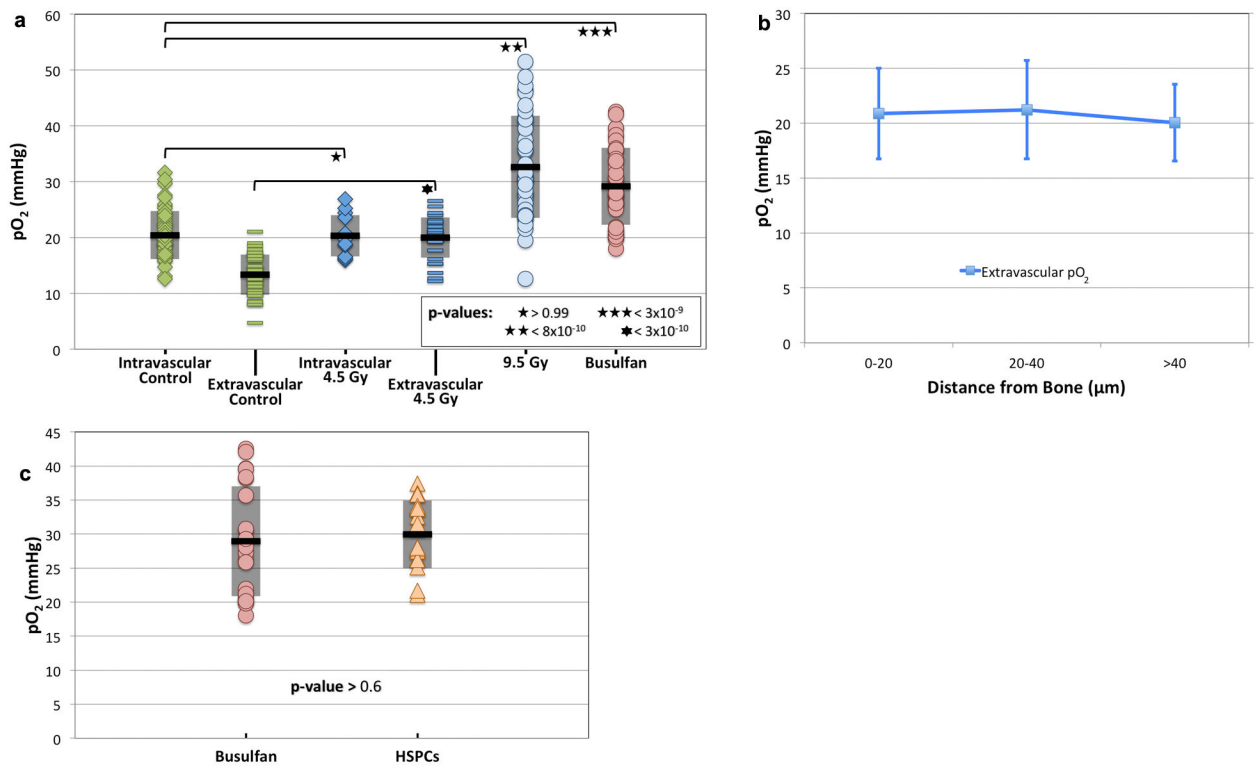 a
60
50
40
30
20
10
0
pO2 (mmHg)
★★★
★★
★
✶
p-values: ★> 0.99 ★★★< 3x10-9
★★< 8x10-10 ✶< 3x10-10
Intravascular
Control
Extravascular
Control
Intravascular
4.5 Gy
Extravascular
4.5 Gy
9.5 Gy
Busulfan
b
30
25
20
15
10
5
0
pO2 (mmHg)
Extravascular pO2
0-20
20-40
>40
Distance from Bone (μm)
c
45
40
35
30
25
20
15
10
5
0
pO2 (mmHg)
p-value > 0.6
Busulfan
HSPCs